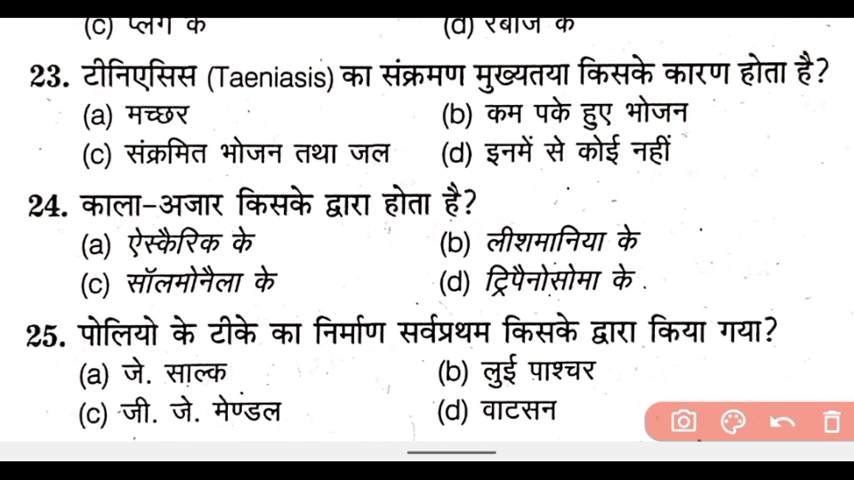 (c) प्लेग के (d) रेबीज के
23. टीनिएसिस (Taeniasis) का संक्रमण मुख्यतया किसके कारण होता है?
(a) मच्छर (b) कम पके हुए भोजन
(c) संक्रमित भोजन तथा जल (d) इनमें से कोई नहीं
24. काला-अजार किसके द्वारा होता है?
(a) ऐस्कैरिक के (b) लीशमानिया के
(c) सॉलमोनैला के (d) ट्रिपैनोसोमा के
25. पोलियो के टीके का निर्माण सर्वप्रथम किसके द्वारा किया गया?
(a) जे. साल्क (b) लुई पाश्चर
(c) जी. जे. मेण्डल (d) वाटसन